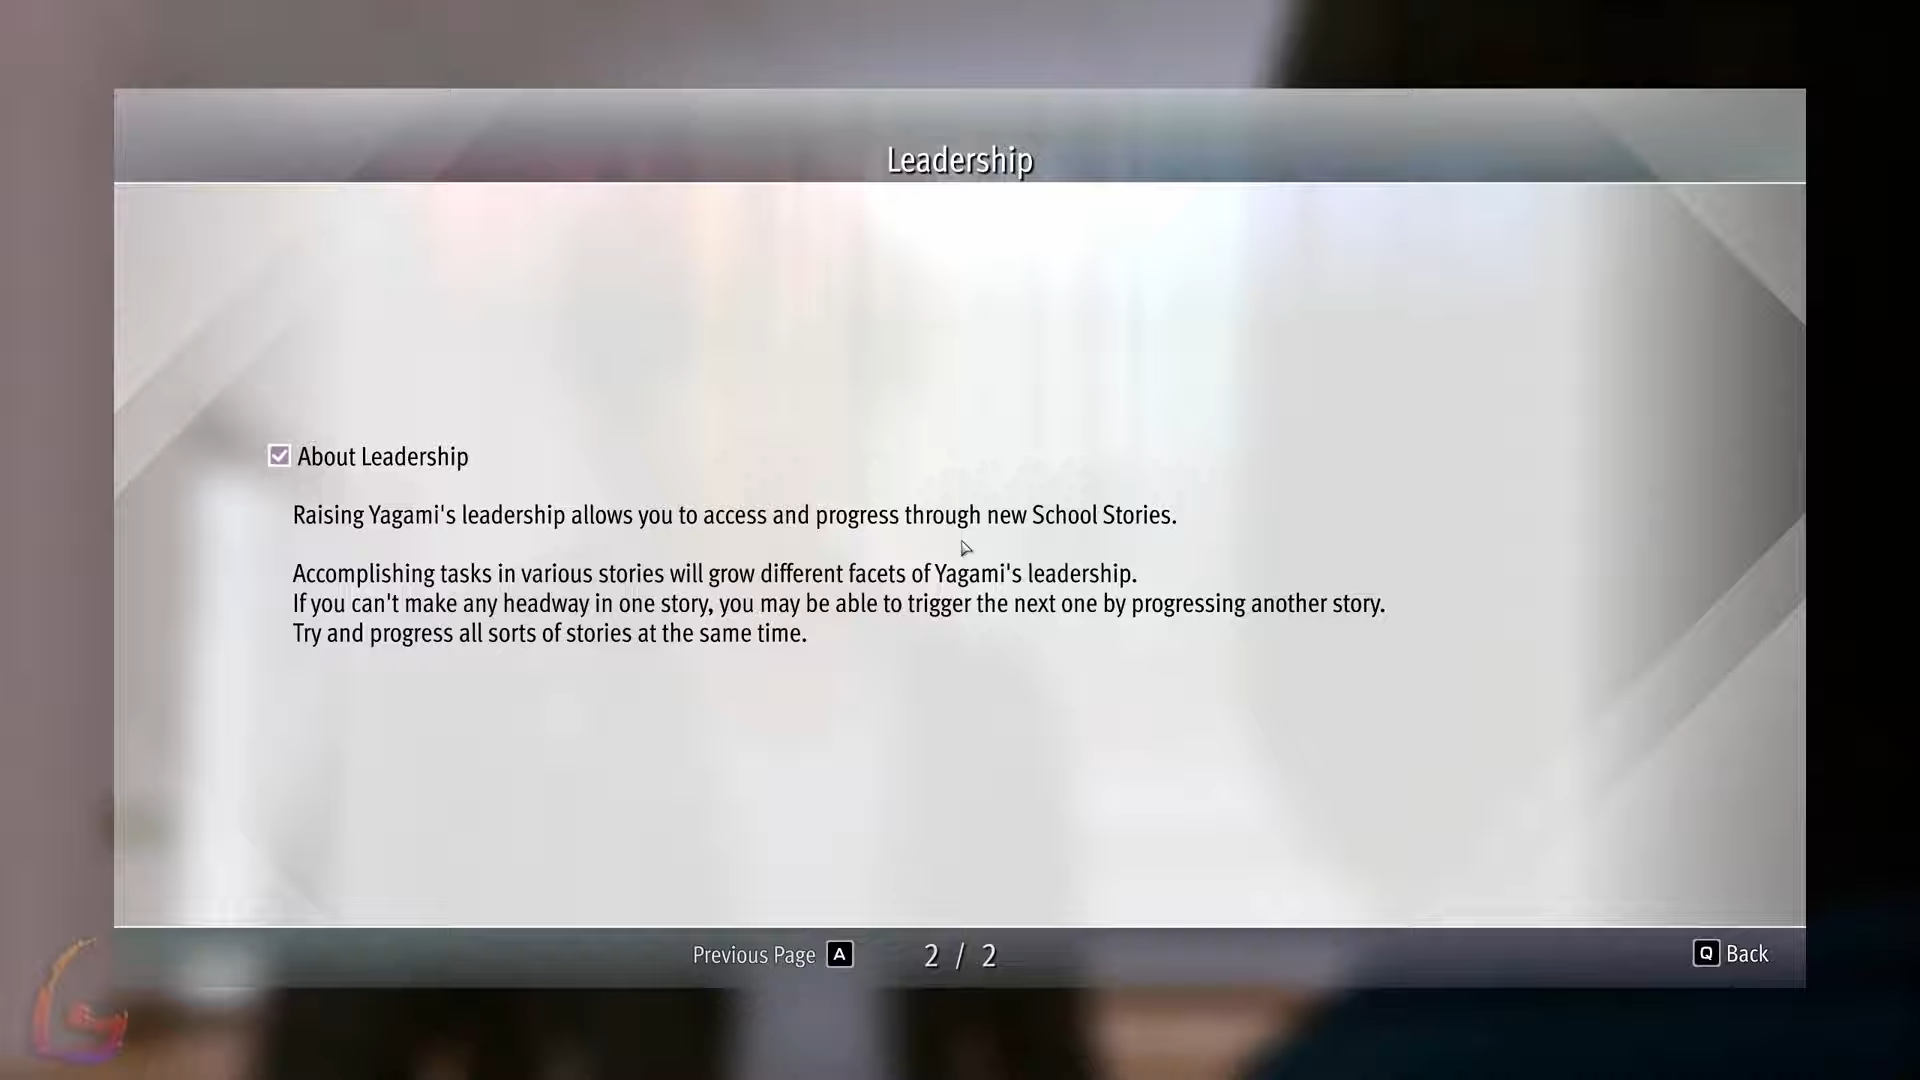 Leadership
About Leadership
Raising Yagami's leadership allows you to access and progress through new School Stories.
Accomplishing tasks in various stories will grow different facets of Yagami's leadership.
If you can't make any headway in one story, you may be able to trigger the next one by progressing another story.
Try and progress all sorts of stories at the same time.
Previous Page A 2 / 2 Q Back